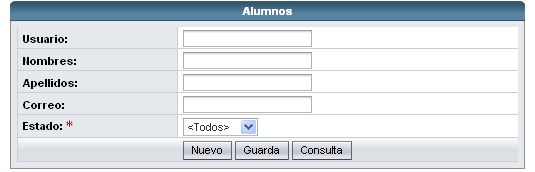 Alumnos
Usuario:
Nombres:
Apellidos:
Correo:
Estado: * <Todos>
Nuevo Guarda Consulta